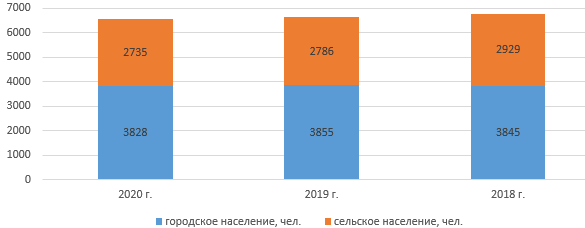 7000
6000
5000
4000
3000
2000
1000
0
2735
2786
2929
3828
3855
3845
2020 г.
2019 г.
2018 г.
городское население, чел.
сельское население, чел.